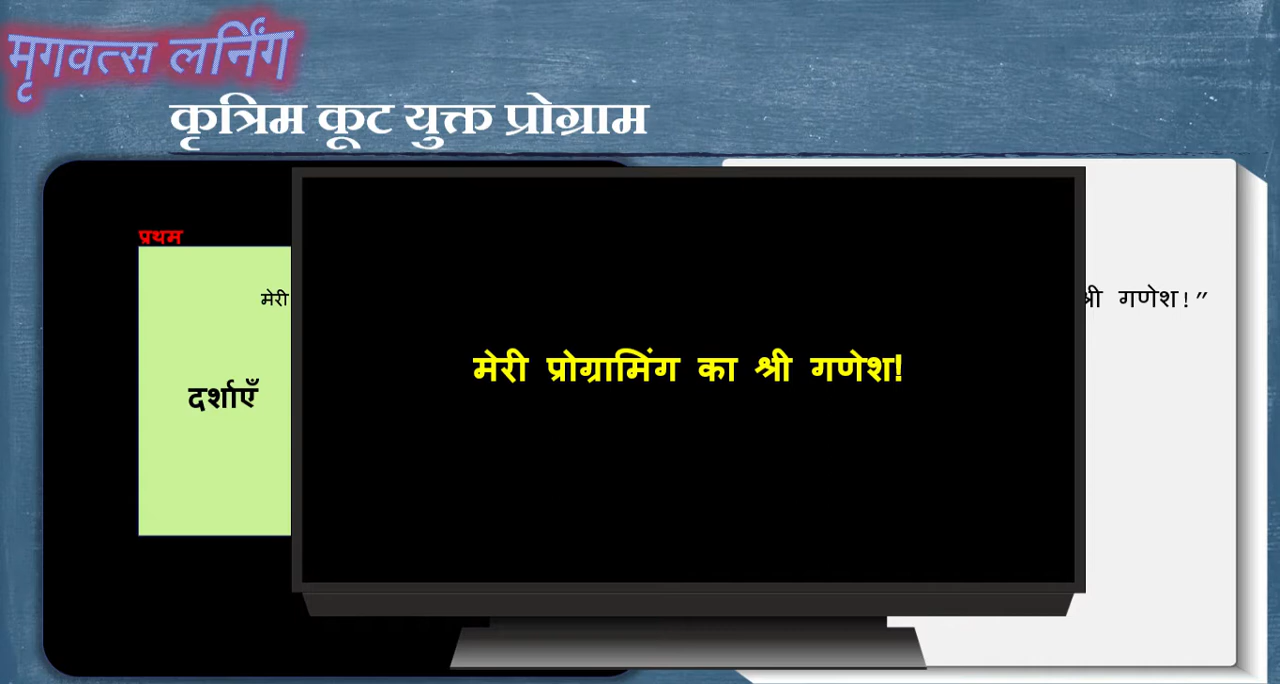 मृगवत्स लर्निंग
कृत्रिम कूट युक्त प्रोग्राम
प्रथम
मेरी
श्री गणेश!”
मेरी प्रोग्रामिंग का श्री गणेश!
दर्शाएँ